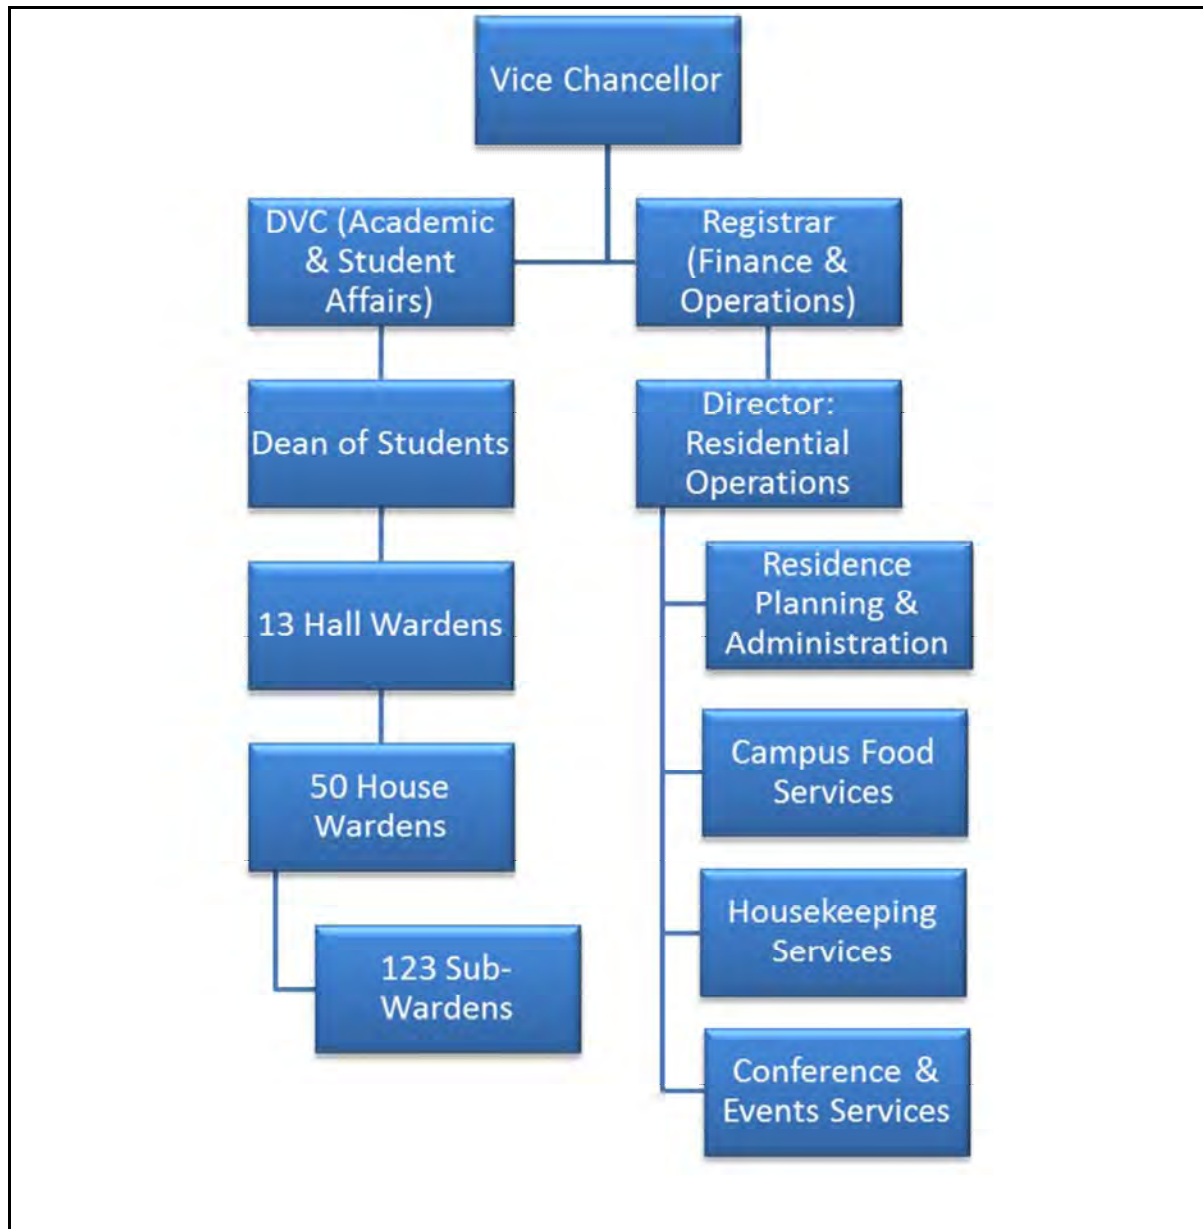 Vice Chancellor
DVC (Academic
& Student
Affairs)
Registrar
(Finance &
Operations)
Dean of Students
Director:
Residential
Operations
13 Hall Wardens
Residence
Planning &
Administration
50 House
Wardens
Campus Food
Services
123 Sub-
Wardens
Housekeeping
Services
Conference &
Events Services